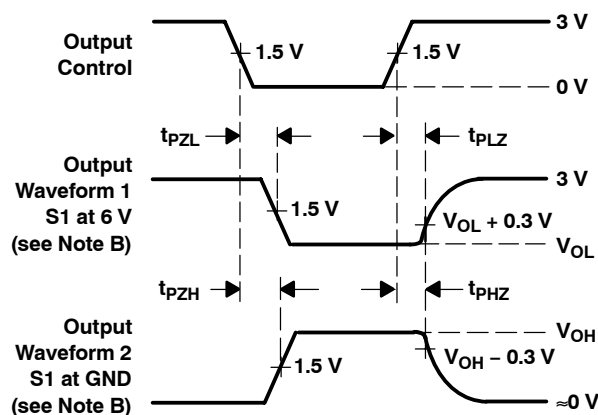 Output
Control
1.5 V
1.5 V
3 V
0 V
tPZL
tPLZ
Output
Waveform 1
S1 at 6 V
(see Note B)
1.5 V
3 V
VOL + 0.3 V
VOL
tPZH
tPHZ
Output
Waveform 2
S1 at GND
(see Note B)
1.5 V
VOH
VOH − 0.3 V
≈0 V